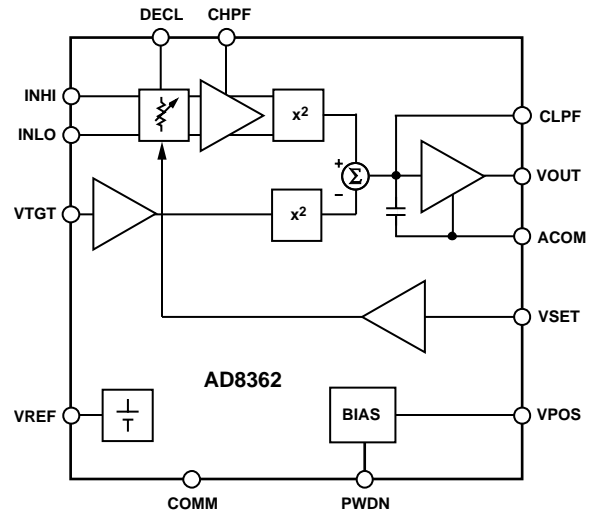 DECL CHPF
INHI
x²
INLO
CLPF
+
Σ
VOUT
−
VTGT
x²
ACOM
VSET
AD8362
VREF
BIAS
VPOS
COMM
PWDN